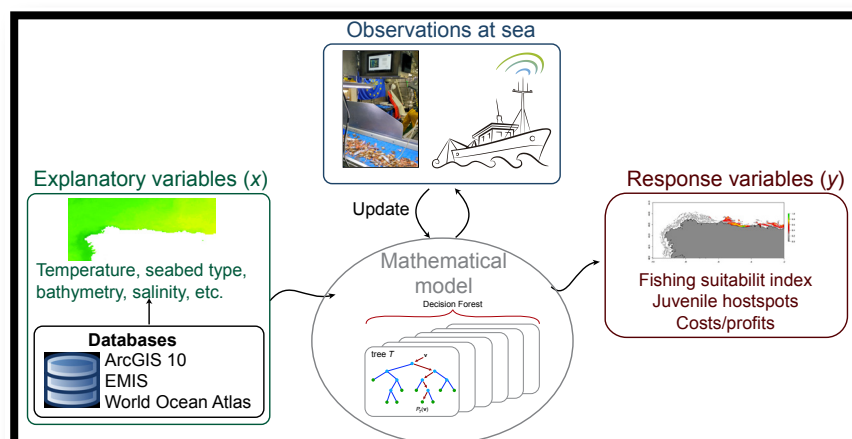 Observations at sea
Explanatory variables (x)
Temperature, seabed type,
bathymetry, salinity, etc.
Databases
ArcGIS 10
EMIS
World Ocean Atlas
Update
Mathematical
model
Decision Forest
tree T
v
Response variables (y)
Fishing suitabilit index
Juvenile hostspots
Costs/profits